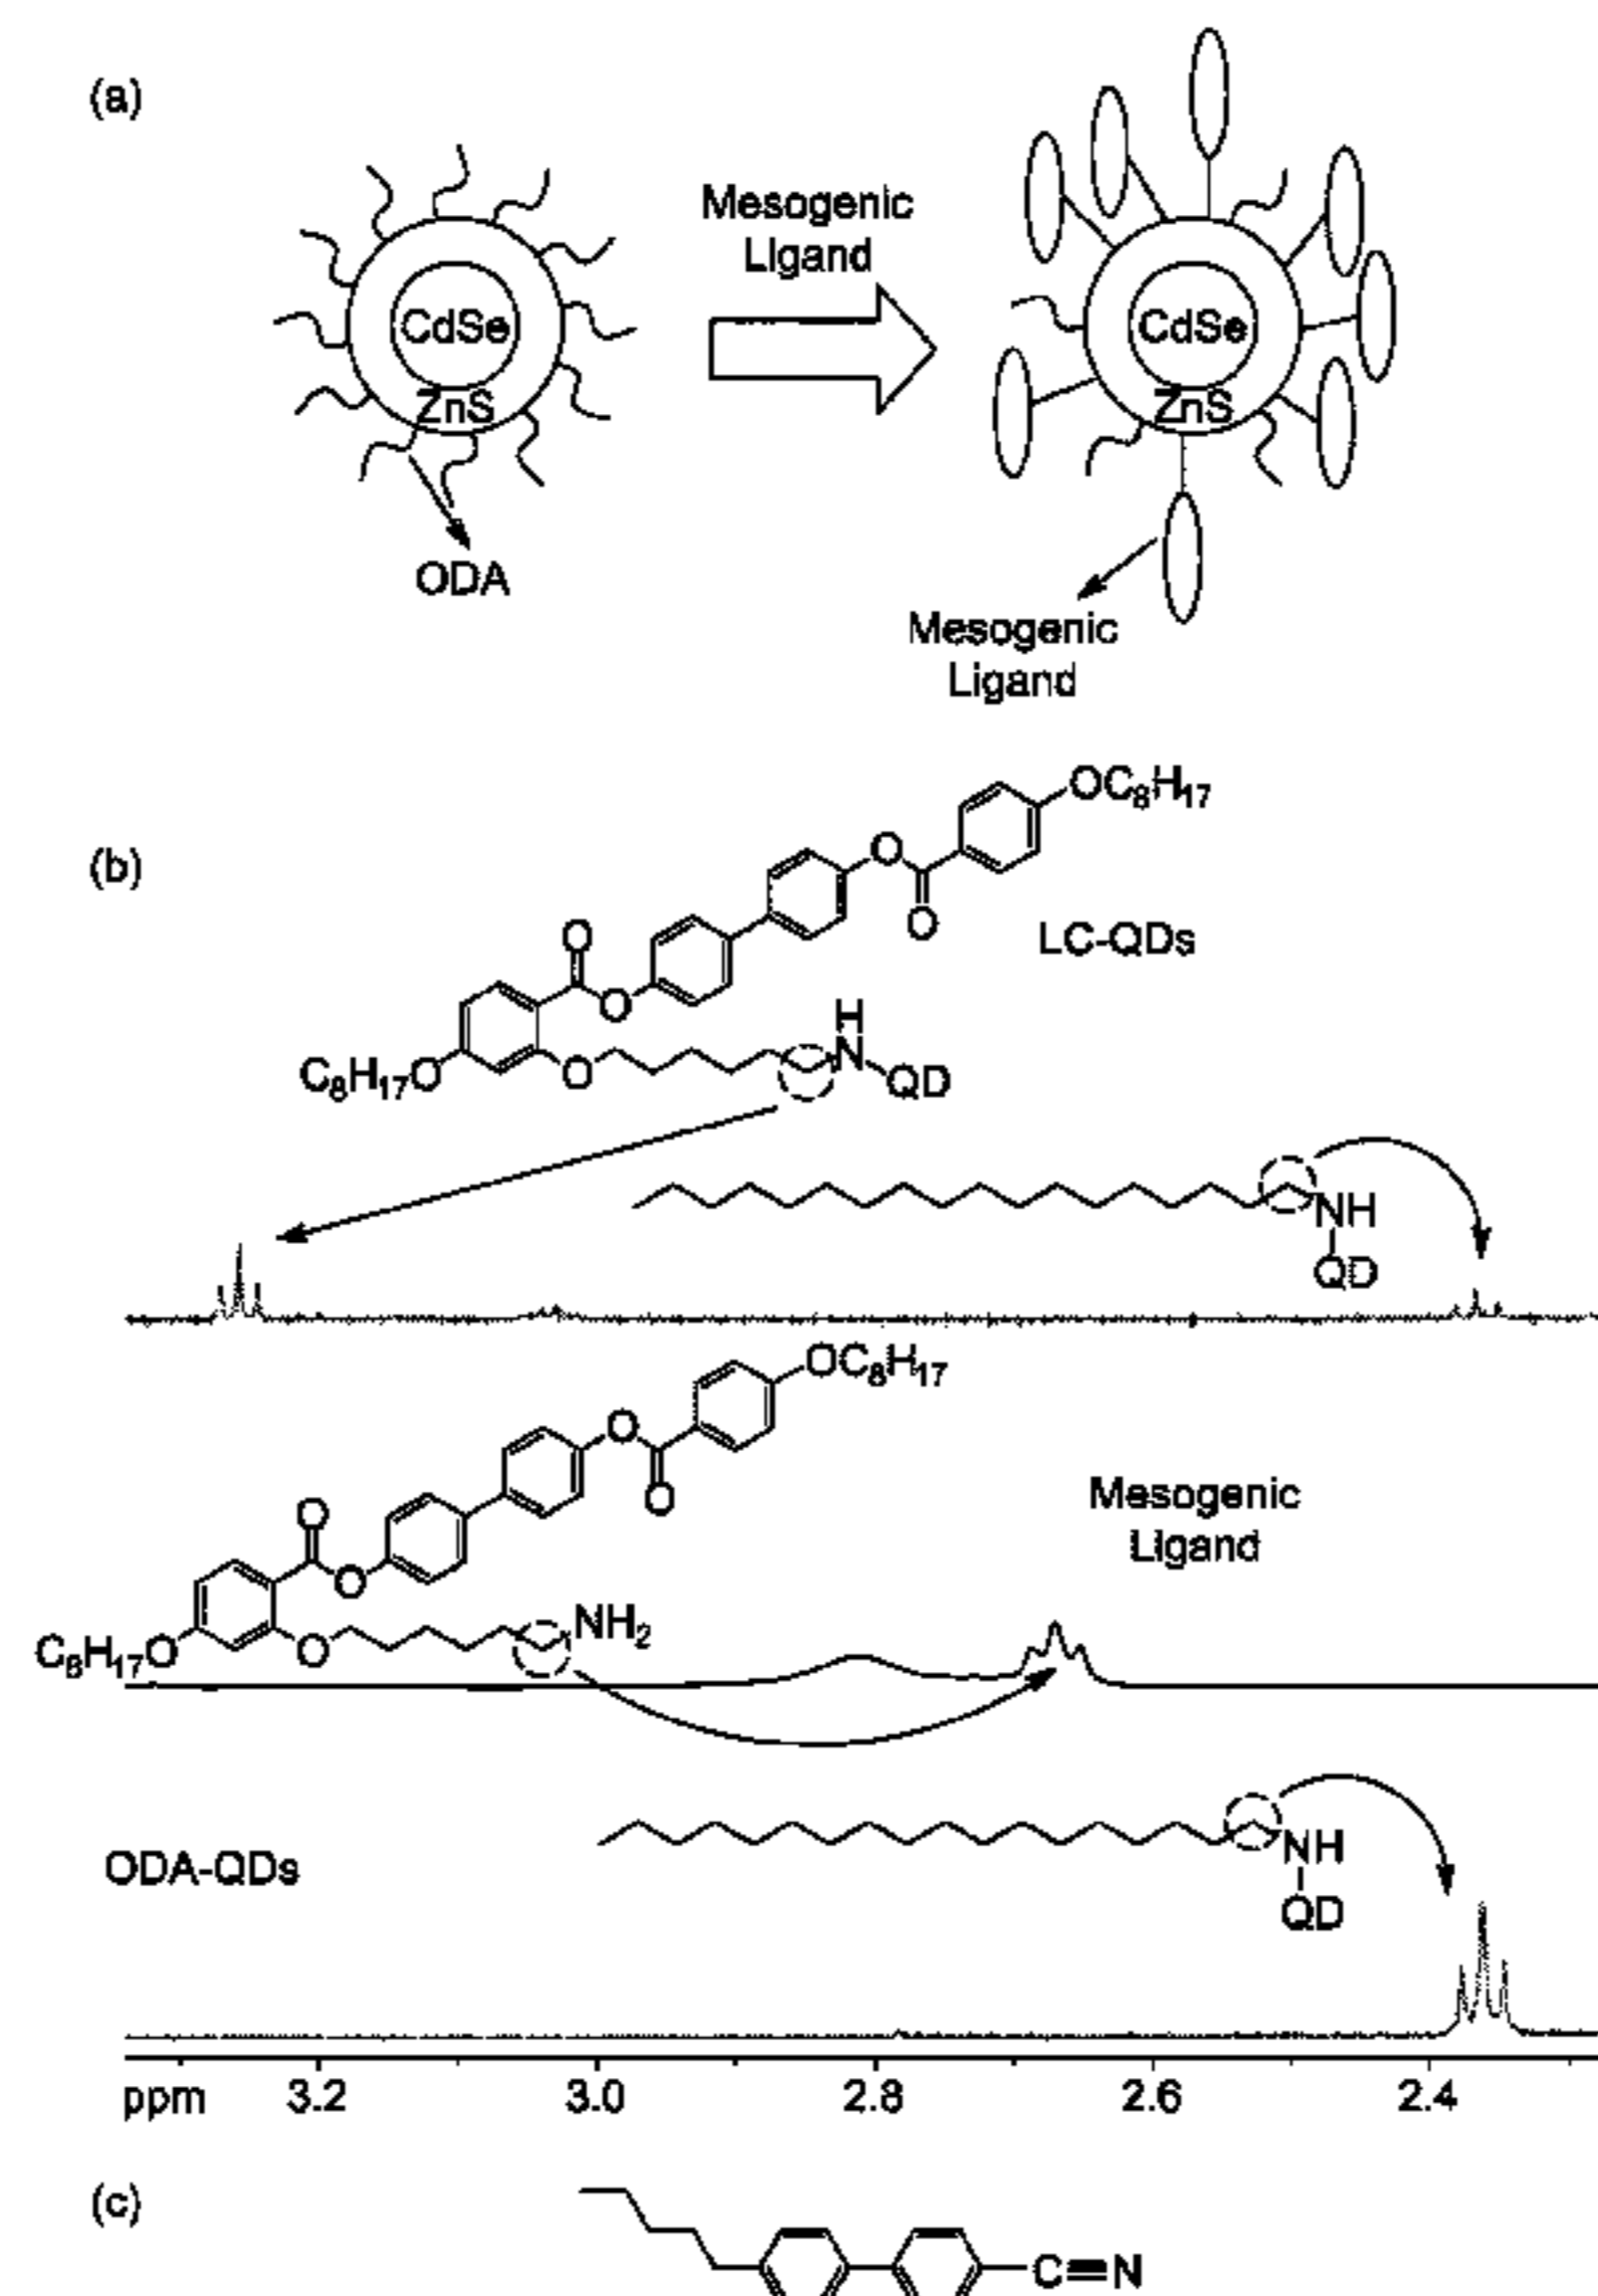 (a)
Mesogenic
Ligand
CdSe
ZnS
ODA
CdSe
ZnS
Mesogenic
Ligand
(b)
OC8H17
O
O
LC-QDs
O
O
H
N
QD
C8H17O
O
NH
QD
OC8H17
O
O
Mesogenic
Ligand
O
O
NH2
C8H17O
O
ODA-QDs
NH
QD
ppm 3.2 3.0 2.8 2.6 2.4
(c)
C≡N